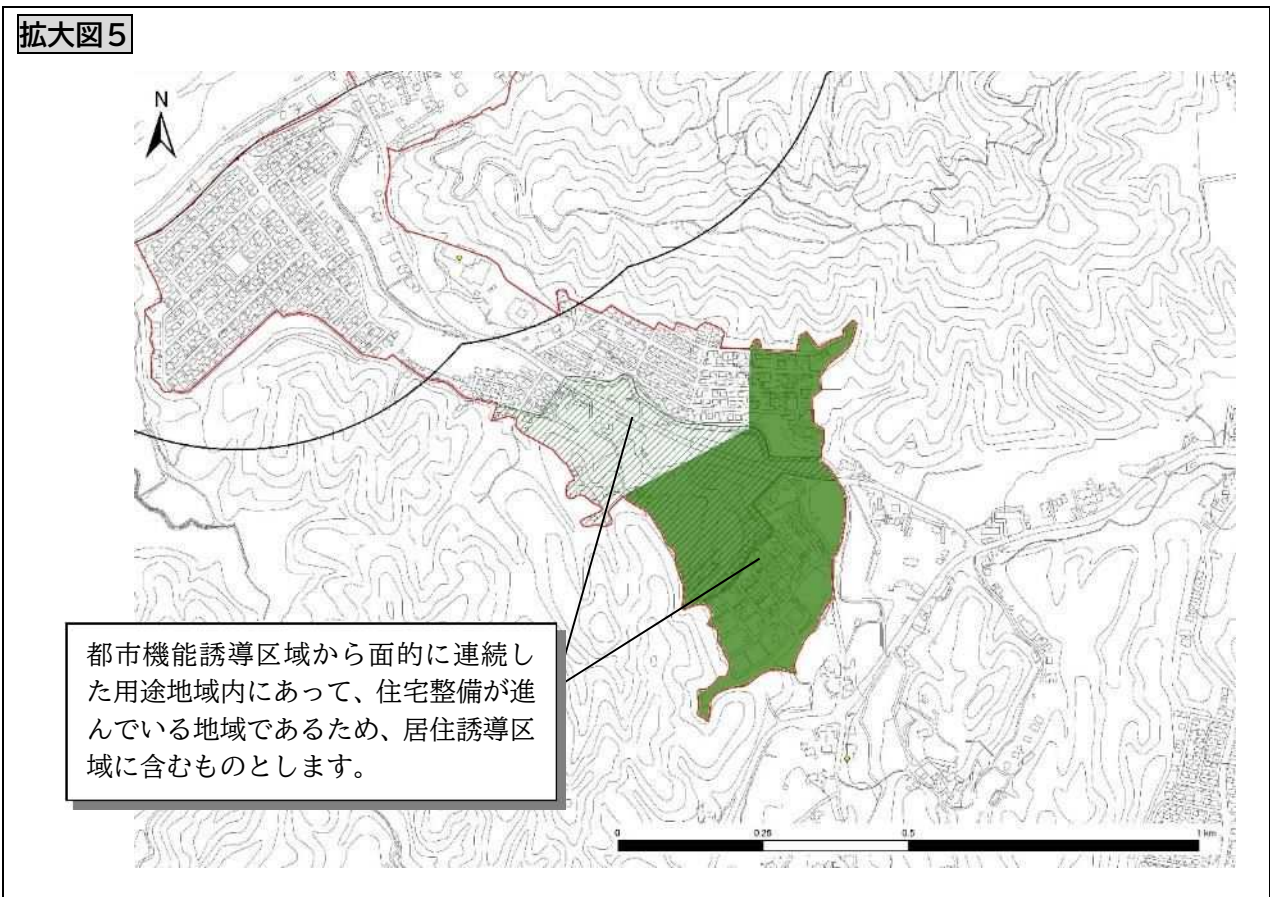 拡大図5
N
都市機能誘導区域から面的に連続し
た用途地域内にあって、住宅整備が進
んでいる地域であるため、居住誘導区
域に含むものとします。
0 0.25 0.5 1 km